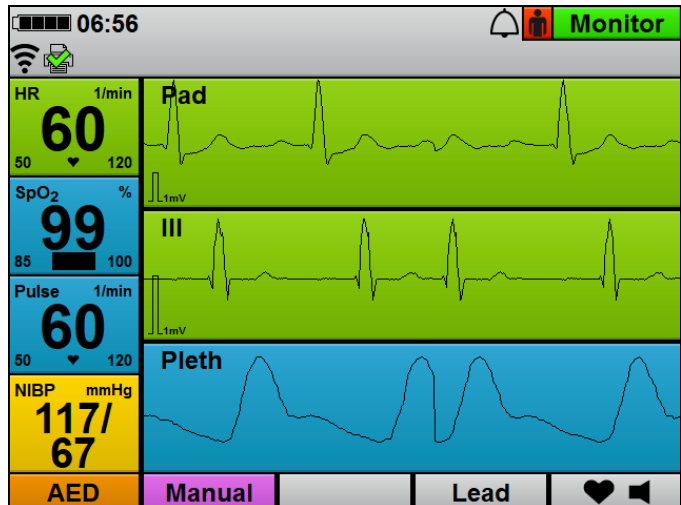 06:56
Monitor
HR 1/min
60
50 120
SpO2 %
99
85 100
Pulse 1/min
60
50 120
NIBP mmHg
117/
67
Pad
1mV
III
1mV
Pleth
AED Manual Lead